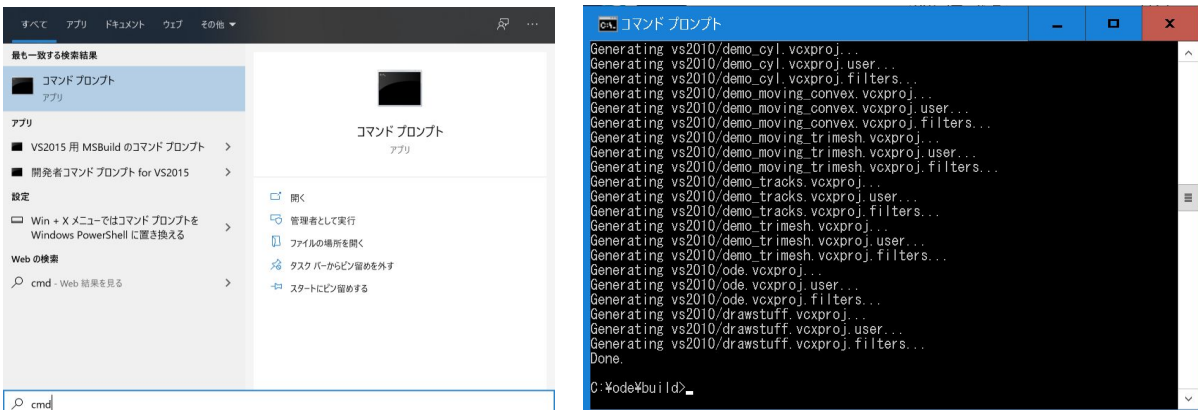 すべて アプリ ドキュメント ウェブ その他
最も一致する検索結果
コマンド プロンプト
アプリ
アプリ
VS2015 用 MSBuild のコマンド プロンプト
開発者コマンド プロンプト for VS2015
設定
Win + X メニューではコマンド プロンプトを
Windows PowerShell に置き換える
Web の検索
cmd - Web 結果を見る
コマンド プロンプト
アプリ
開く
管理者として実行
ファイルの場所を開く
タスク バーからピン留めを外す
スタートにピン留めする
cmd
コマンド プロンプト
Generating vs2010/demo_cyl.vcxproj...
Generating vs2010/demo_cyl.vcxproj.user...
Generating vs2010/demo_cyl.vcxproj.filters...
Generating vs2010/demo_moving_convex.vcxproj...
Generating vs2010/demo_moving_convex.vcxproj.user...
Generating vs2010/demo_moving_convex.vcxproj.filters...
Generating vs2010/demo_moving_trimesh.vcxproj...
Generating vs2010/demo_moving_trimesh.vcxproj.user...
Generating vs2010/demo_moving_trimesh.vcxproj.filters...
Generating vs2010/demo_tracks.vcxproj...
Generating vs2010/demo_tracks.vcxproj.user...
Generating vs2010/demo_tracks.vcxproj.filters...
Generating vs2010/demo_trimesh.vcxproj...
Generating vs2010/demo_trimesh.vcxproj.user...
Generating vs2010/demo_trimesh.vcxproj.filters...
Generating vs2010/ode.vcxproj...
Generating vs2010/ode.vcxproj.user...
Generating vs2010/ode.vcxproj.filters...
Generating vs2010/drawstuff.vcxproj...
Generating vs2010/drawstuff.vcxproj.user...
Generating vs2010/drawstuff.vcxproj.filters...
Done.
C:¥ode¥build>